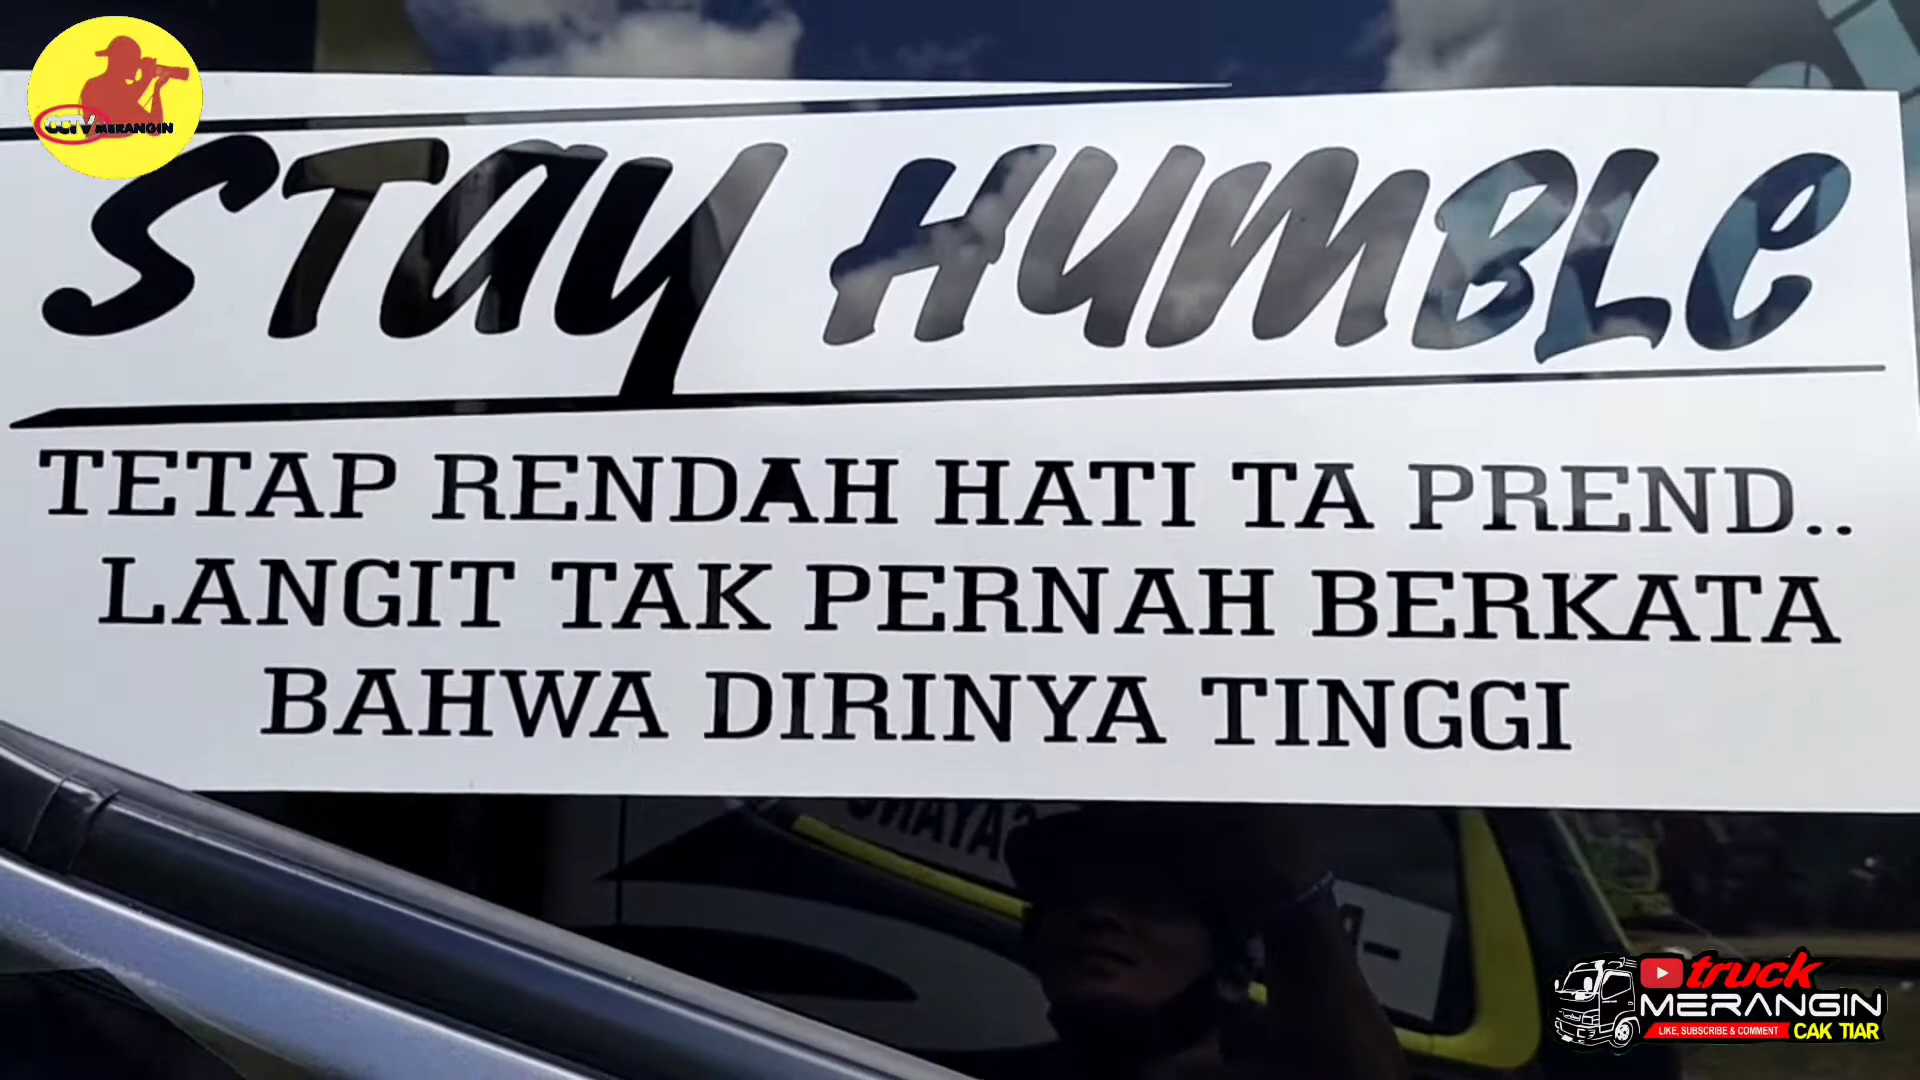 CCTV MERANGIN
STAY HUMBLE
TETAP RENDAH HATI TA PREND..
LANGIT TAK PERNAH BERKATA
BAHWA DIRINYA TINGGI
truck
MERANGIN
LIKE, SUBSCRIBE & COMMENT CAK TIAR